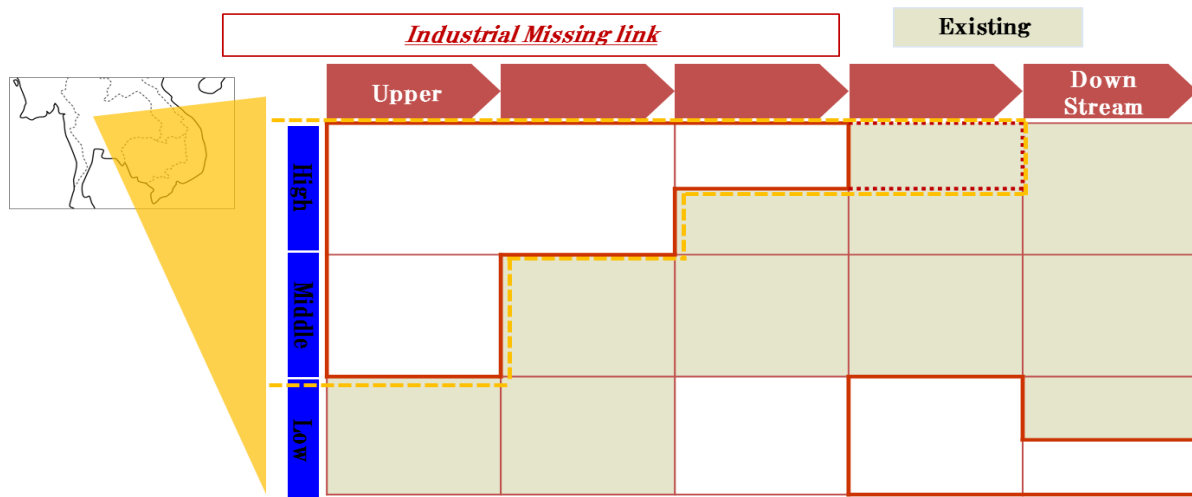 Industrial Missing link
Existing
Upper
Down
Stream
High
Middle
Low